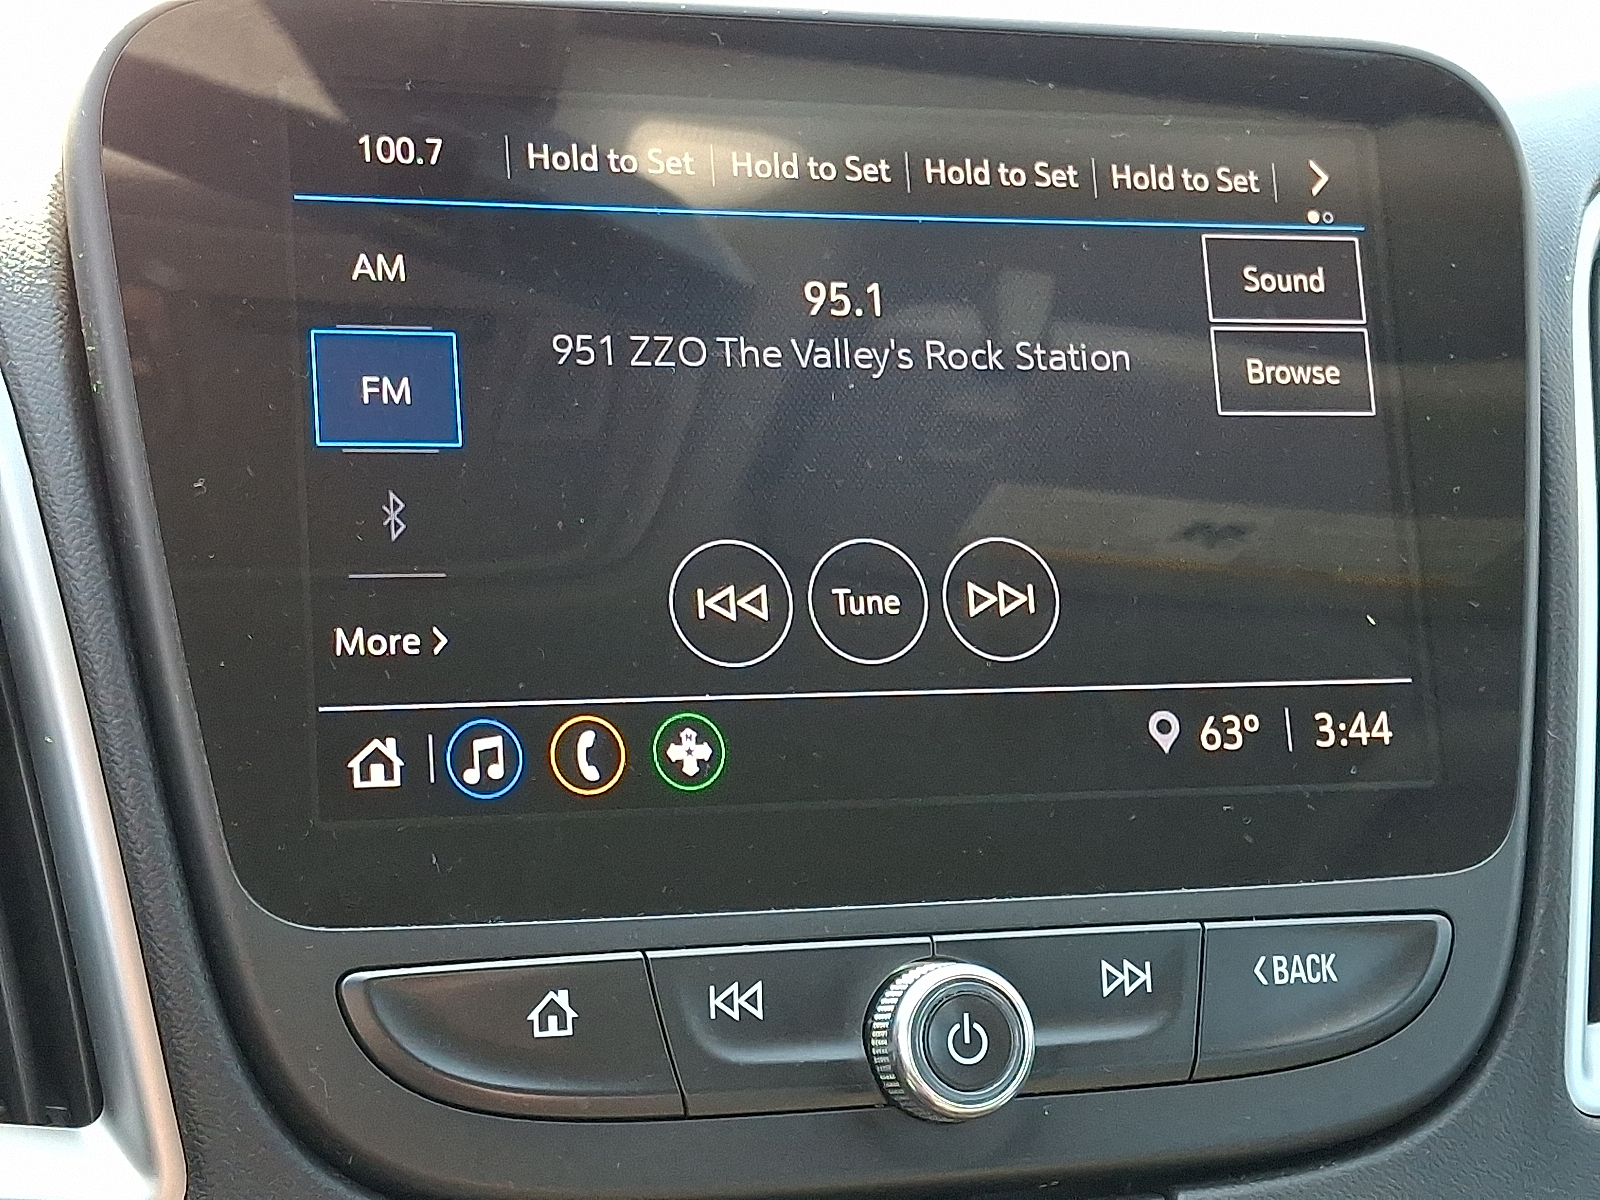 100.7 Hold to Set Hold to Set Hold to Set Hold to Set
AM
95.1
Sound
951 ZZO The Valley's Rock Station
Browse
FM
Tune
More
63° 3:44
N
BACK